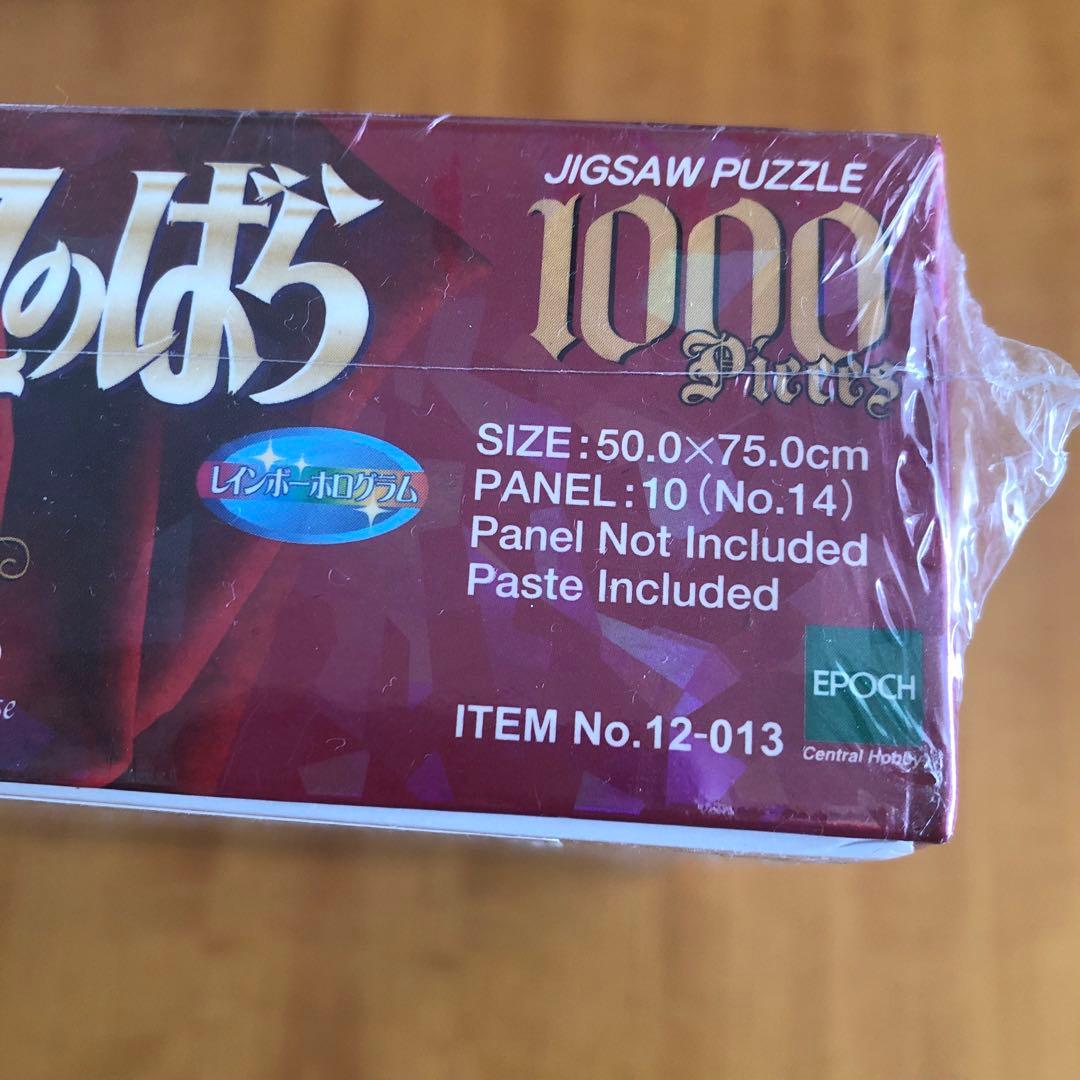 のばら
JIGSAW PUZZLE
1000
Pieces
レインボーホログラム
SIZE:50.0×75.0cm
PANEL:10(No.14)
Panel Not Included
Paste Included
EPOCH
ITEM No.12-013
Central Hobby